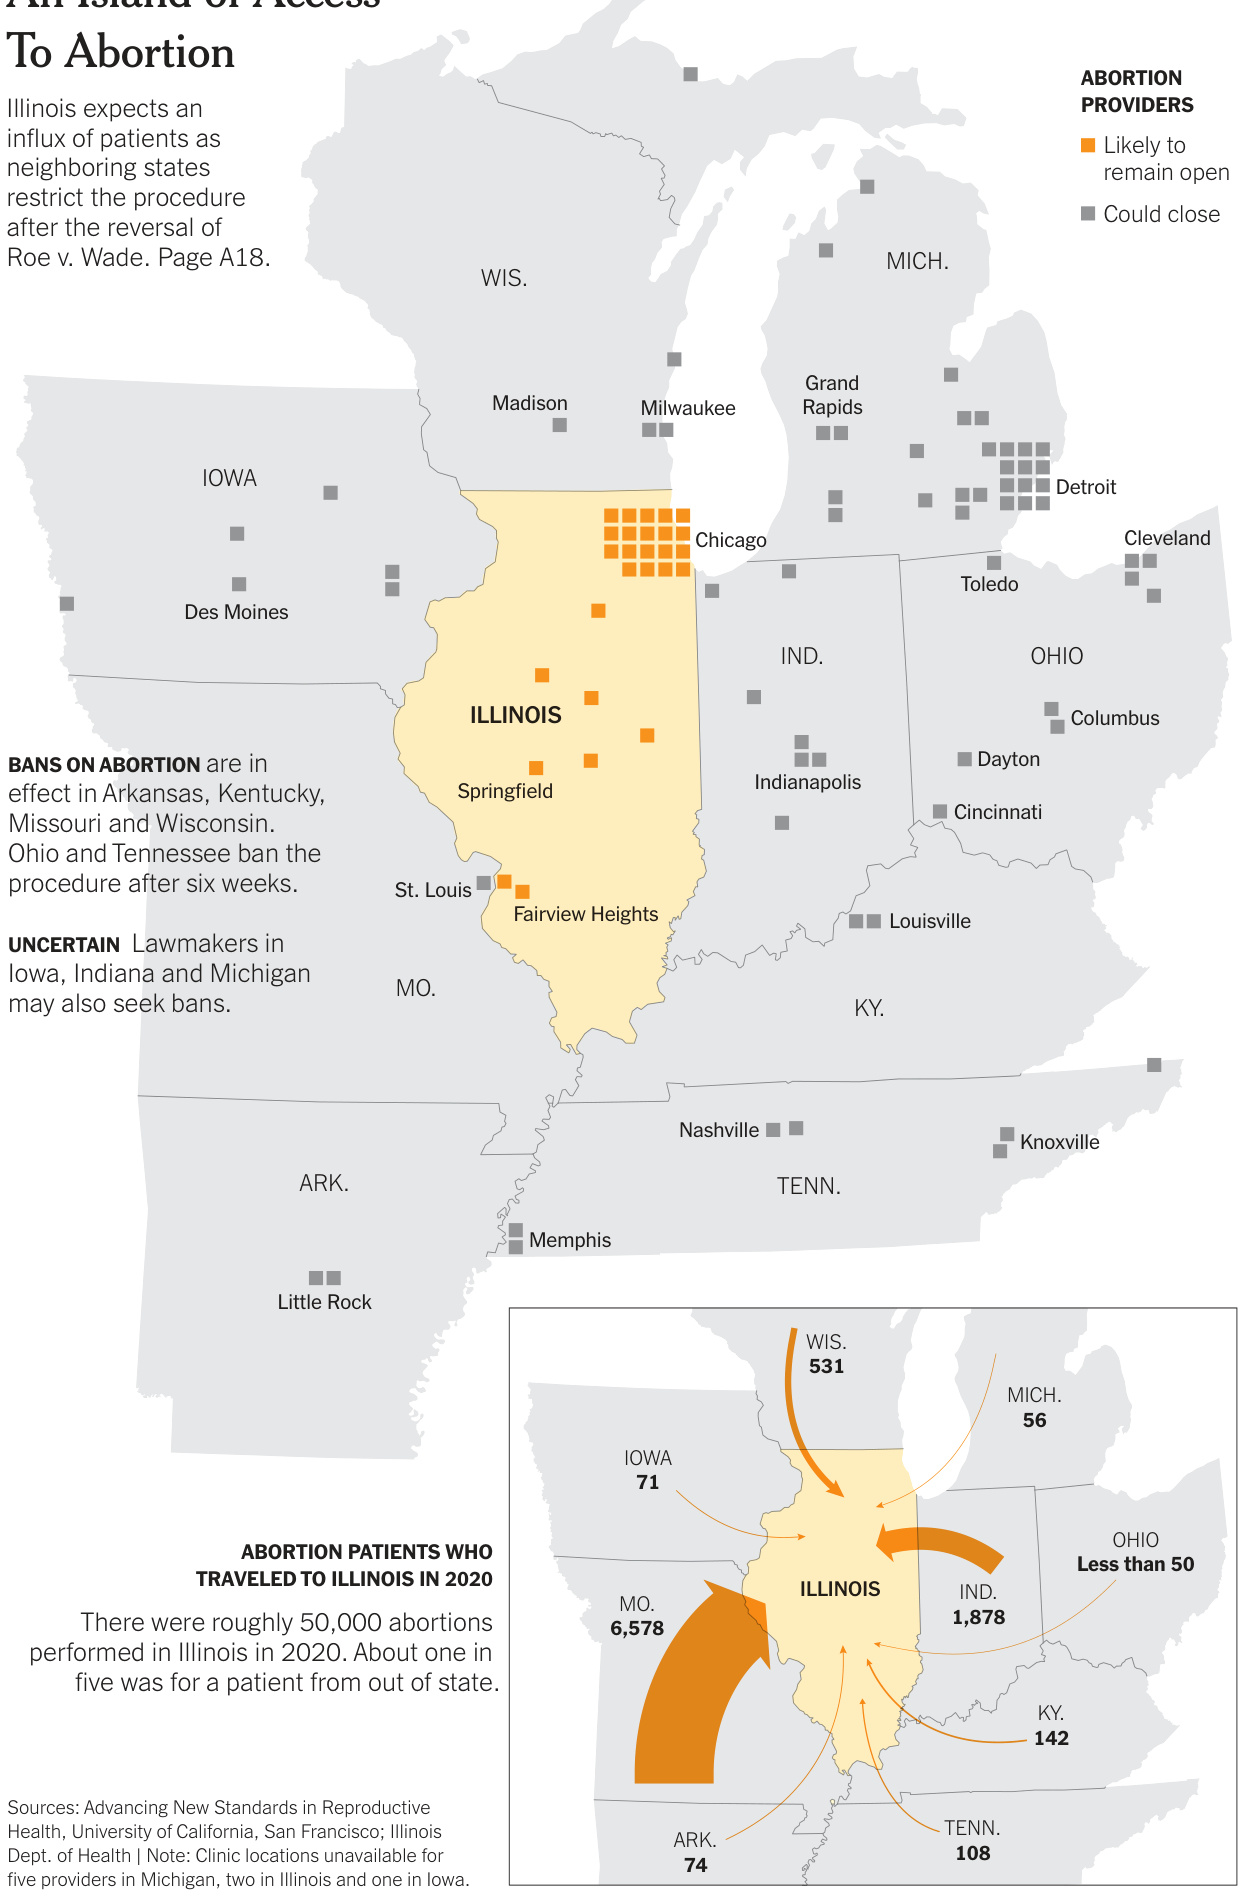 An Island of Access
To Abortion
Illinois expects an
influx of patients as
neighboring states
restrict the procedure
after the reversal of
Roe v. Wade. Page A18.
ABORTION
PROVIDERS
Likely to
remain open
Could close
WIS.
MICH.
Madison
Milwaukee
Grand
Rapids
IOWA
Detroit
Chicago
Cleveland
Toledo
Des Moines
IND.
OHIO
ILLINOIS
Columbus
Dayton
Indianapolis
Springfield
Cincinnati
BANS ON ABORTION are in
effect in Arkansas, Kentucky,
Missouri and Wisconsin.
Ohio and Tennessee ban the
procedure after six weeks.
St. Louis
Fairview Heights
Louisville
UNCERTAIN Lawmakers in
Iowa, Indiana and Michigan
may also seek bans.
MO.
KY.
Nashville
Knoxville
ARK.
TENN.
Memphis
Little Rock
WIS.
531
MICH.
56
IOWA
71
OHIO
Less than 50
ILLINOIS
IND.
1,878
MO.
6,578
KY.
142
TENN.
108
ARK.
74
ABORTION PATIENTS WHO
TRAVELED TO ILLINOIS IN 2020
There were roughly 50,000 abortions
performed in Illinois in 2020. About one in
five was for a patient from out of state.
Sources: Advancing New Standards in Reproductive
Health, University of California, San Francisco; Illinois
Dept. of Health | Note: Clinic locations unavailable for
five providers in Michigan, two in Illinois and one in Iowa.